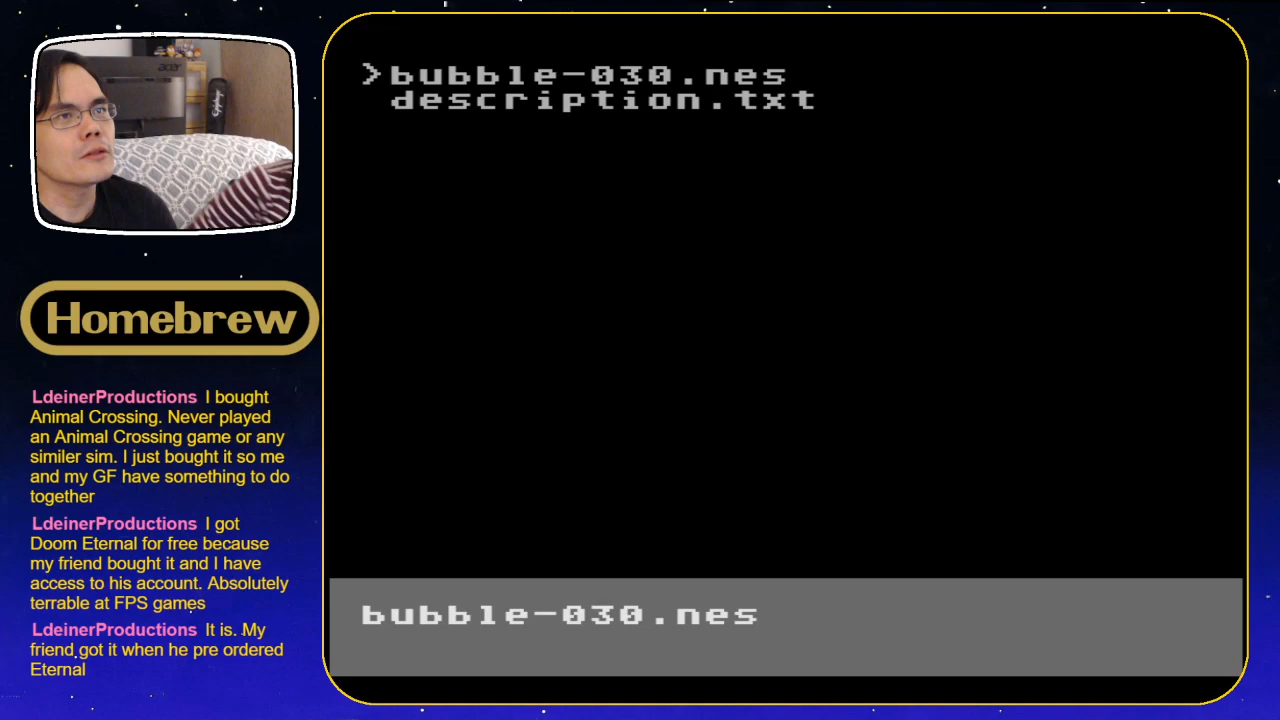 >bubble-030.nes
description.txt
acer
Epiphone
Homebrew
LdeinerProductions I bought
Animal Crossing. Never played
an Animal Crossing game or any
similer sim. I just bought it so me
and my GF have something to do
together
LdeinerProductions I got
Doom Eternal for free because
my friend bought it and I have
access to his account. Absolutely
terrable at FPS games
LdeinerProductions It is. My
friend got it when he pre ordered
Eternal
bubble-030.nes